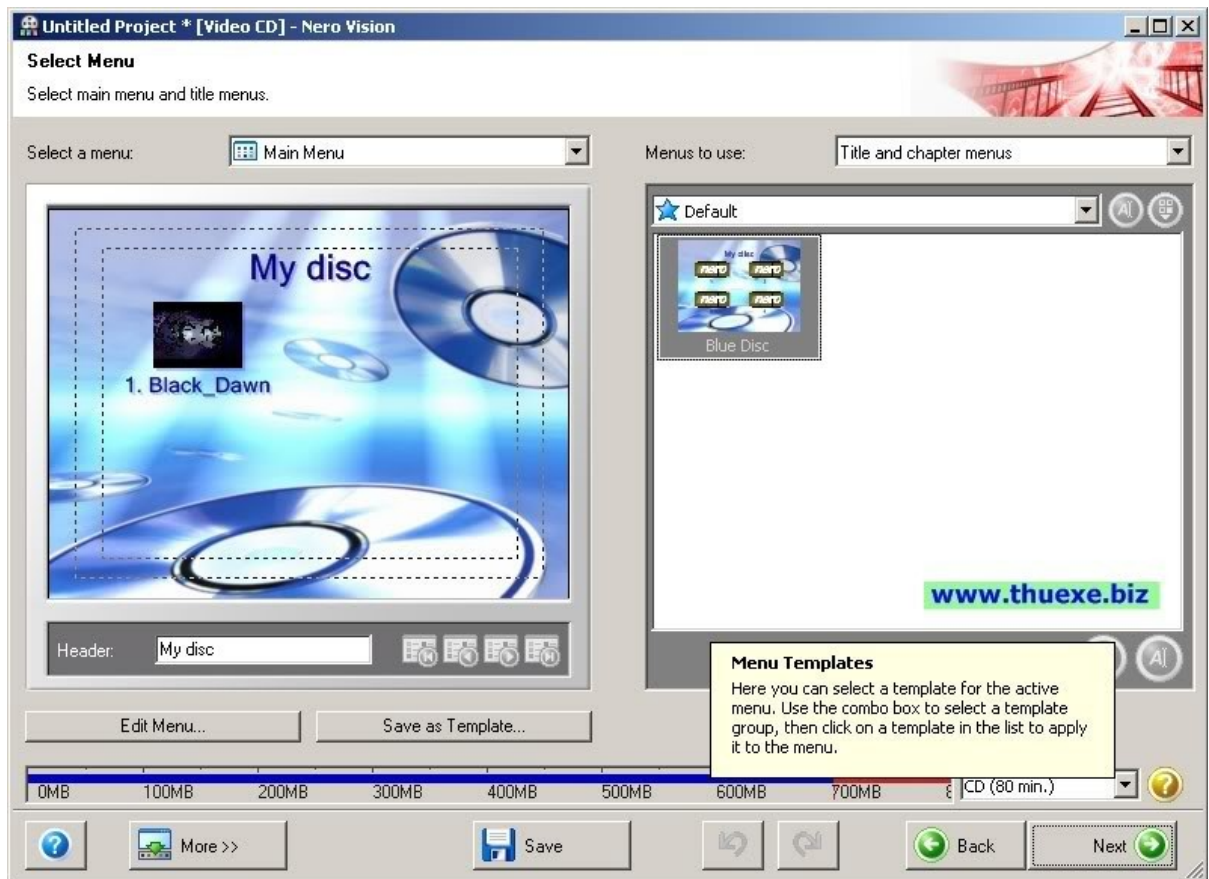 Untitled Project * [Video CD] - Nero Vision
Select Menu
Select main menu and title menus.
Select a menu:
Main Menu
Menus to use:
Title and chapter menus
My disc
1. Black_Dawn
Default
My disc
nero nero
nero nero
Blue Disc
www.thuexe.biz
Header:
My disc
Menu Templates
Here you can select a template for the active
menu. Use the combo box to select a template
group, then click on a template in the list to apply
it to the menu.
Edit Menu...
Save as Template...
0MB 100MB 200MB 300MB 400MB 500MB 600MB 700MB
CD (80 min.)
More >>
Save
Back
Next